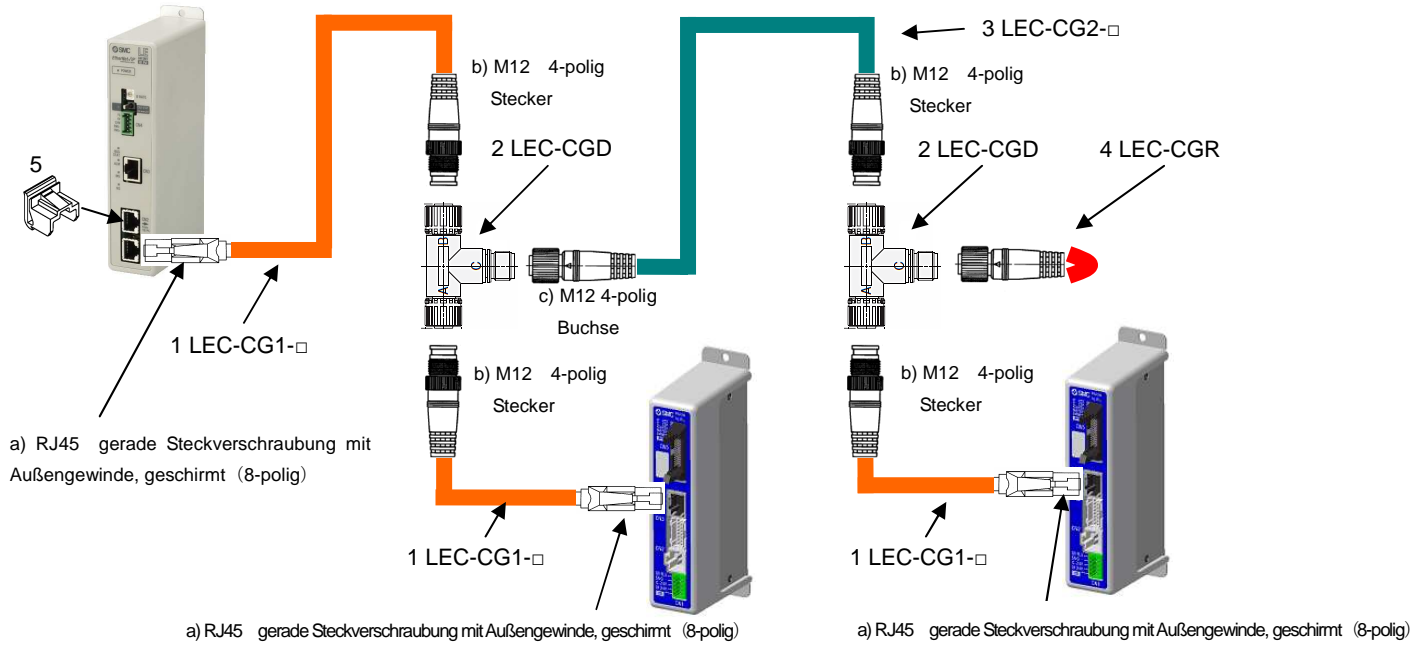 3 LEC-CG2-□
b) M12 4-polig
Stecker
b) M12 4-polig
Stecker
SMC
2 LEC-CGD
2 LEC-CGD
4 LEC-CGR
5
B
C
A
B
C
A
c) M12 4-polig
Buchse
1 LEC-CG1-□
b) M12 4-polig
Stecker
b) M12 4-polig
Stecker
a) RJ45 gerade Steckverschraubung mit
Außengewinde, geschirmt (8-polig)
SMC
SMC
1 LEC-CG1-□
1 LEC-CG1-□
a) RJ45 gerade Steckverschraubung mit Außengewinde, geschirmt (8-polig)
a) RJ45 gerade Steckverschraubung mit Außengewinde, geschirmt (8-polig)